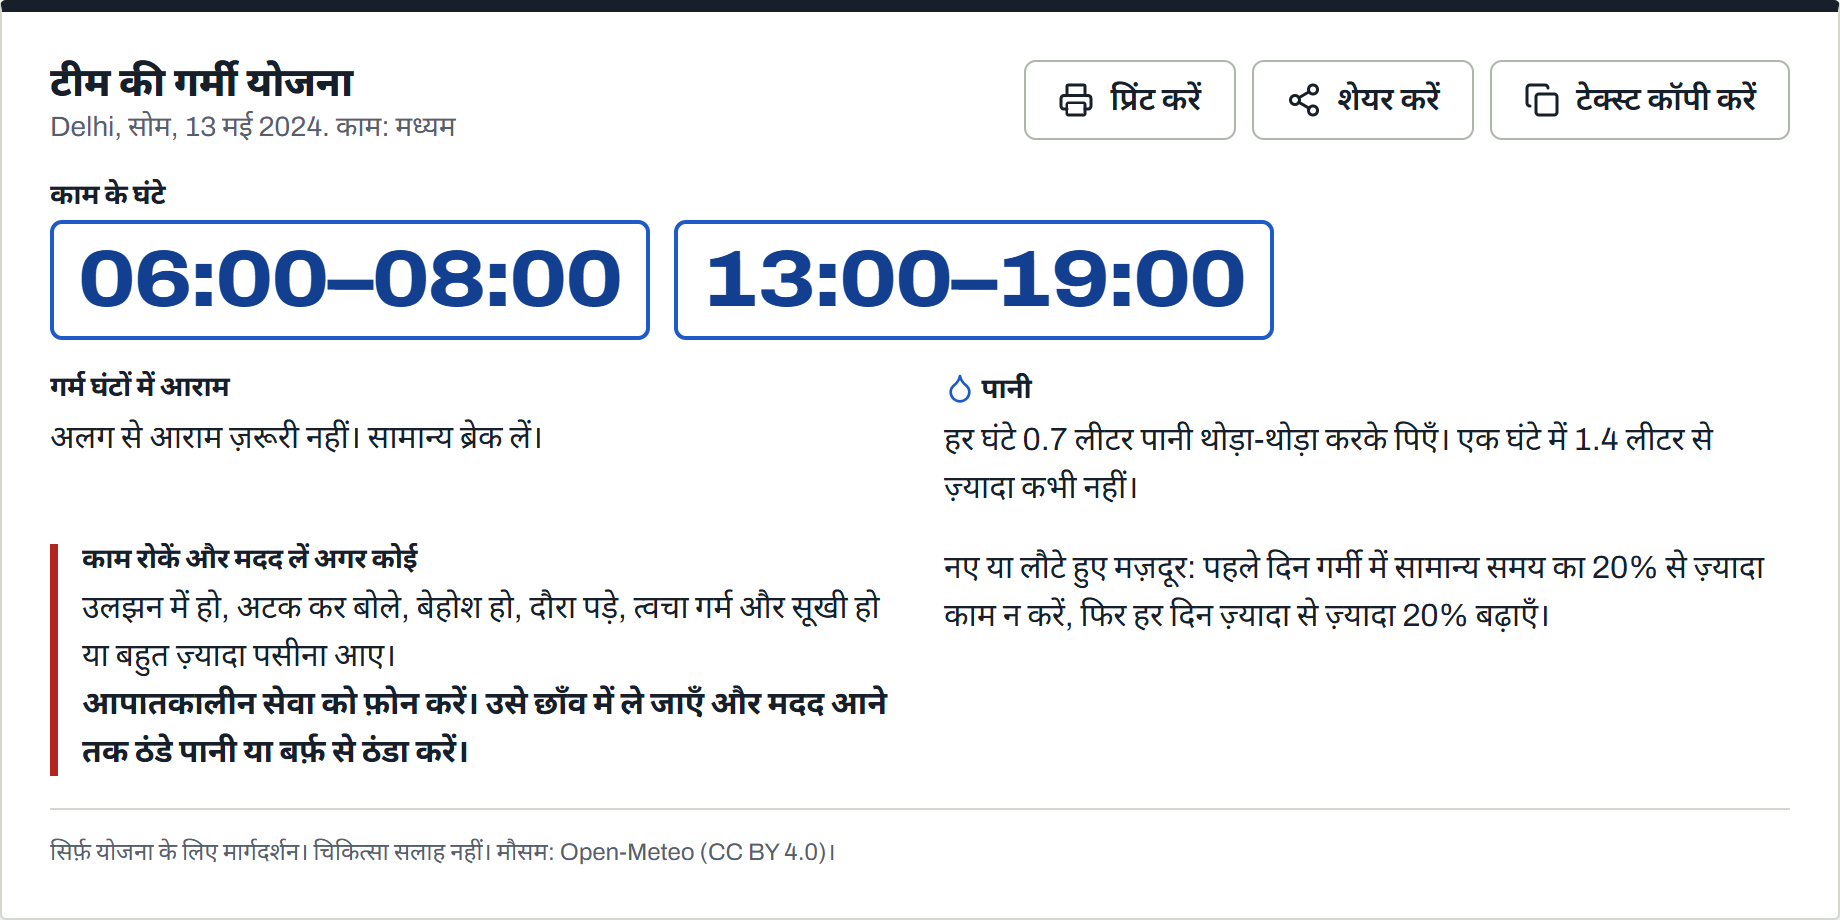 टीम की गर्मी योजना
Delhi, सोम, 13 मई 2024. काम: मध्यम
प्रिंट करें
शेयर करें
टेक्स्ट कॉपी करें
काम के घंटे
06:00–08:00
13:00–19:00
गर्म घंटों में आराम
अलग से आराम ज़रूरी नहीं। सामान्य ब्रेक लें।
पानी
हर घंटे 0.7 लीटर पानी थोड़ा-थोड़ा करके पिएँ। एक घंटे में 1.4 लीटर से
ज़्यादा कभी नहीं।
काम रोकें और मदद लें अगर कोई
उलझन में हो, अटक कर बोले, बेहोश हो, दौरा पड़े, त्वचा गर्म और सूखी हो
या बहुत ज़्यादा पसीना आए।
आपातकालीन सेवा को फ़ोन करें। उसे छाँव में ले जाएँ और मदद आने
तक ठंडे पानी या बर्फ़ से ठंडा करें।
नए या लौटे हुए मज़दूर: पहले दिन गर्मी में सामान्य समय का 20% से ज़्यादा
काम न करें, फिर हर दिन ज़्यादा से ज़्यादा 20% बढ़ाएँ।
सिर्फ़ योजना के लिए मार्गदर्शन। चिकित्सा सलाह नहीं। मौसम: Open-Meteo (CC BY 4.0)।